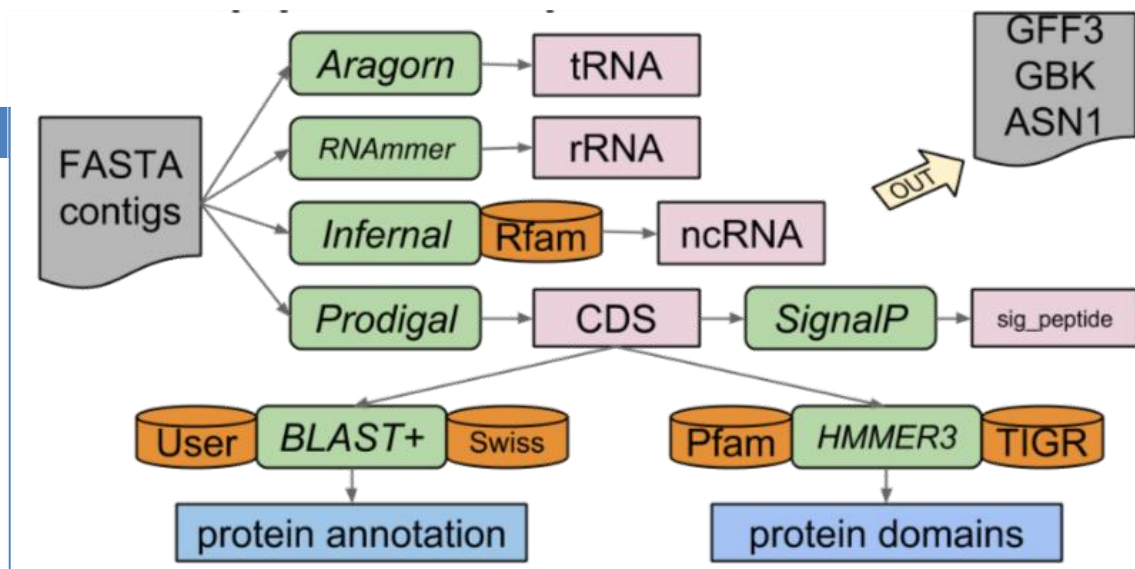 Aragorn
tRNA
GFF3
GBK
ASN1
FASTA
contigs
RNAmmer
rRNA
OUT
Infernal
Rfam
ncRNA
Prodigal
CDS
SignalP
sig_peptide
User
BLAST+
Swiss
Pfam
HMMER3
TIGR
protein annotation
protein domains